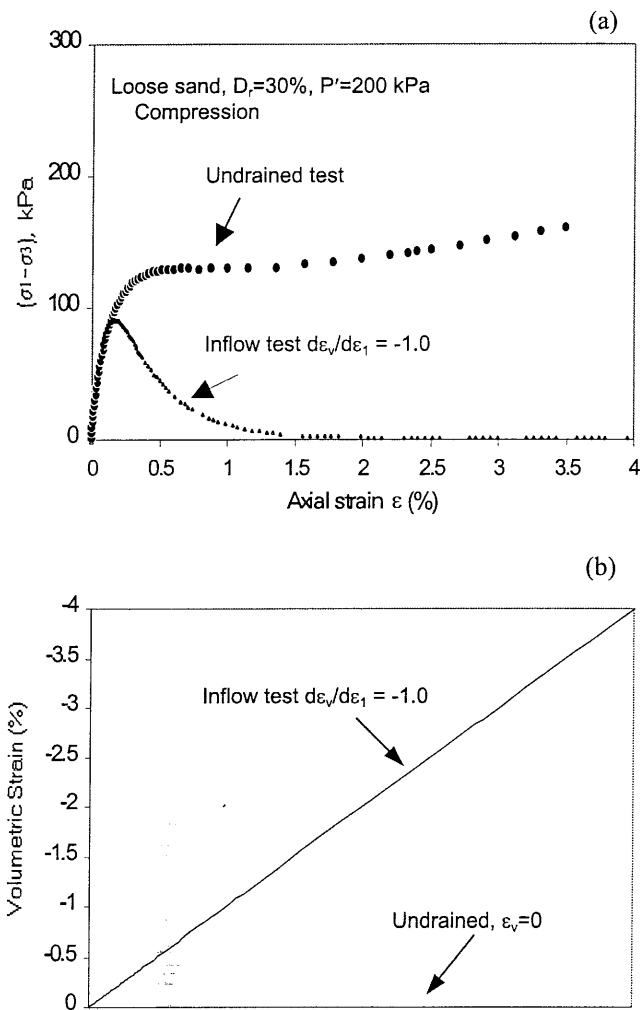 (a)
300
Loose sand, Dr=30%, P'=200 kPa
Compression
200
Undrained test
(σ1-σ3), kPa
100
Inflow test dεv/dε1 = -1.0
0
0 0.5 1 1.5 2 2.5 3 3.5 4
Axial strain ε (%)
(b)
-4
-3.5
Inflow test dεv/dε1 = -1.0
-3
-2.5
Volumetric Strain (%)
-2
-1.5
-1
Undrained, εv=0
-0.5
0